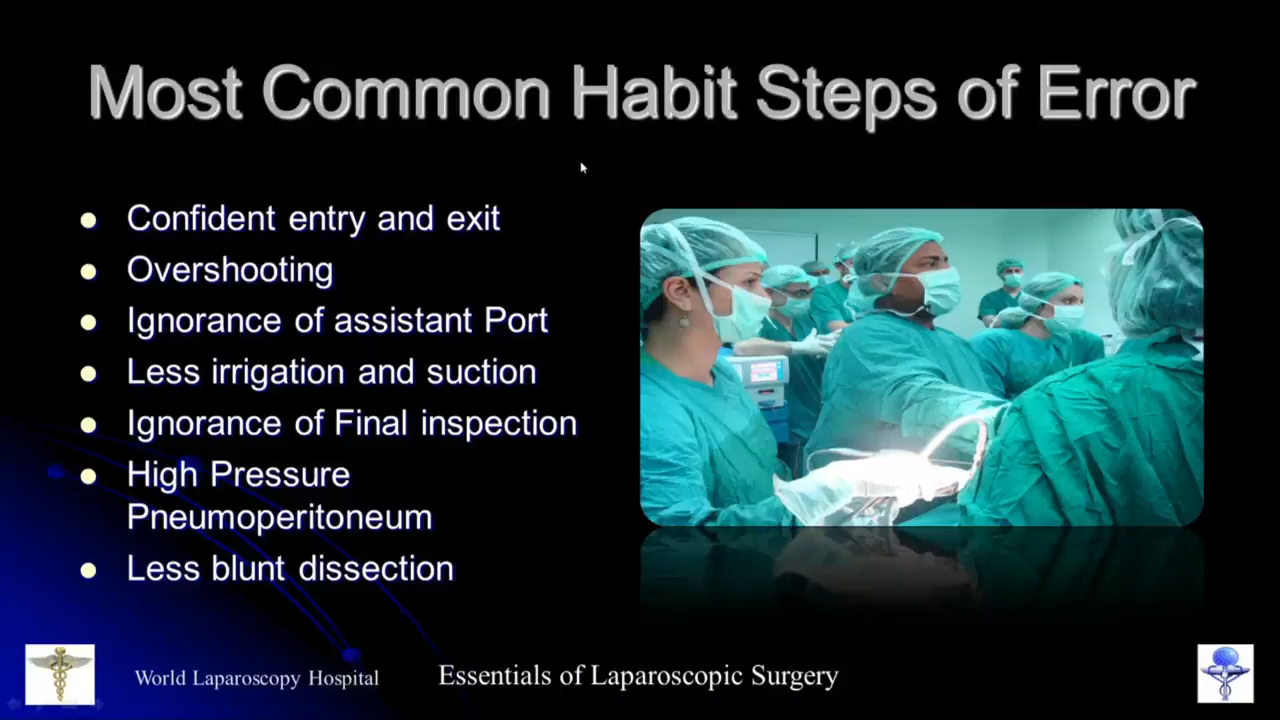 Most Common Habit Steps of Error
Confident entry and exit
Overshooting
Ignorance of assistant Port
Less irrigation and suction
Ignorance of Final inspection
High Pressure
Pneumoperitoneum
Less blunt dissection
World Laparoscopy Hospital
Essentials of Laparoscopic Surgery